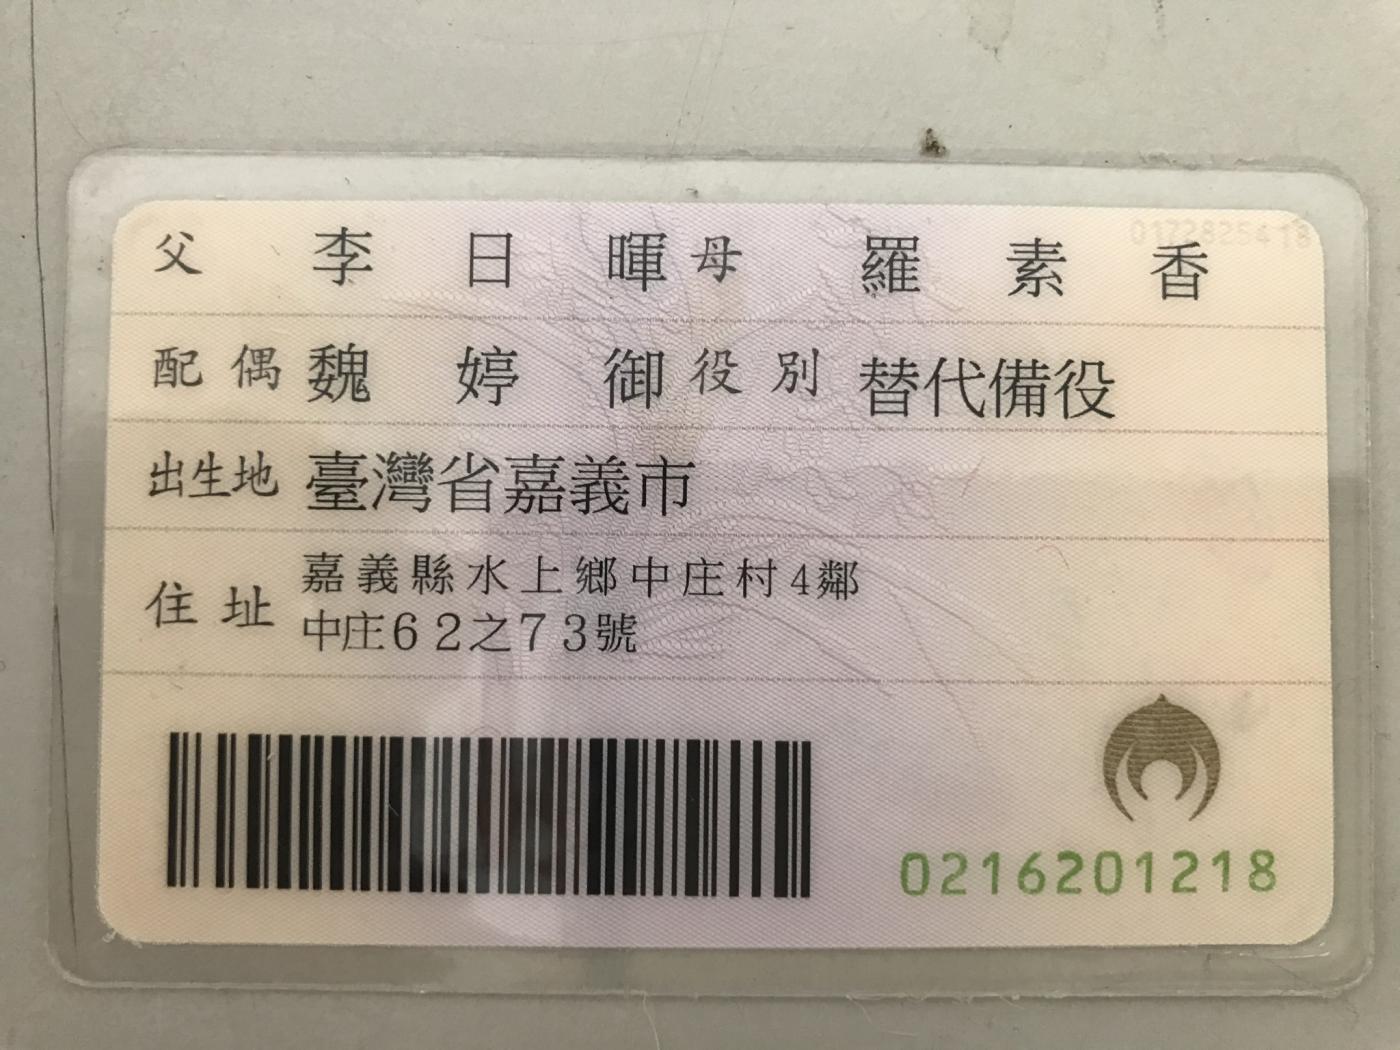 0172825418
父 李日暉 母 羅素香
配偶 魏婷御 役別 替代備役
出生地 臺灣省嘉義市
住址 嘉義縣水上鄉中庄村4鄰
中庄62之73號
0216201218